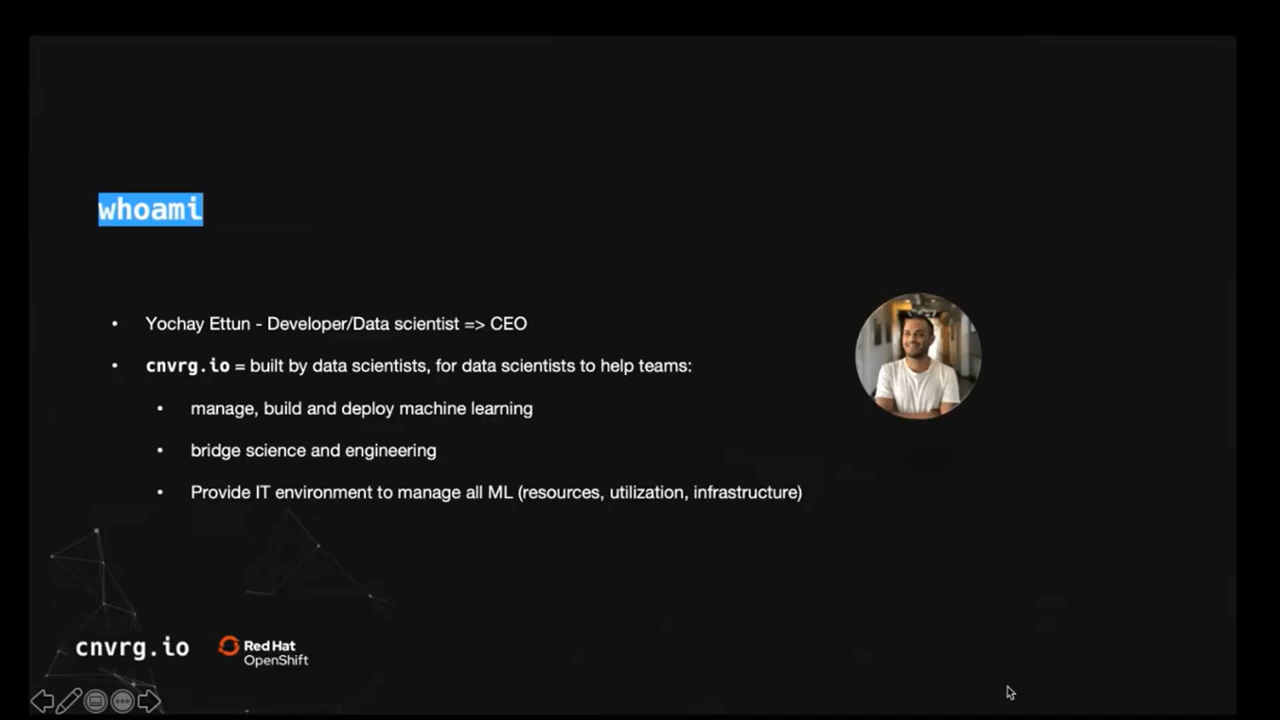 whoami
• Yochay Ettun - Developer/Data scientist => CEO
• cnvrg.io = built by data scientists, for data scientists to help teams:
• manage, build and deploy machine learning
• bridge science and engineering
• Provide IT environment to manage all ML (resources, utilization, infrastructure)
cnvrg.io
Red Hat
OpenShift